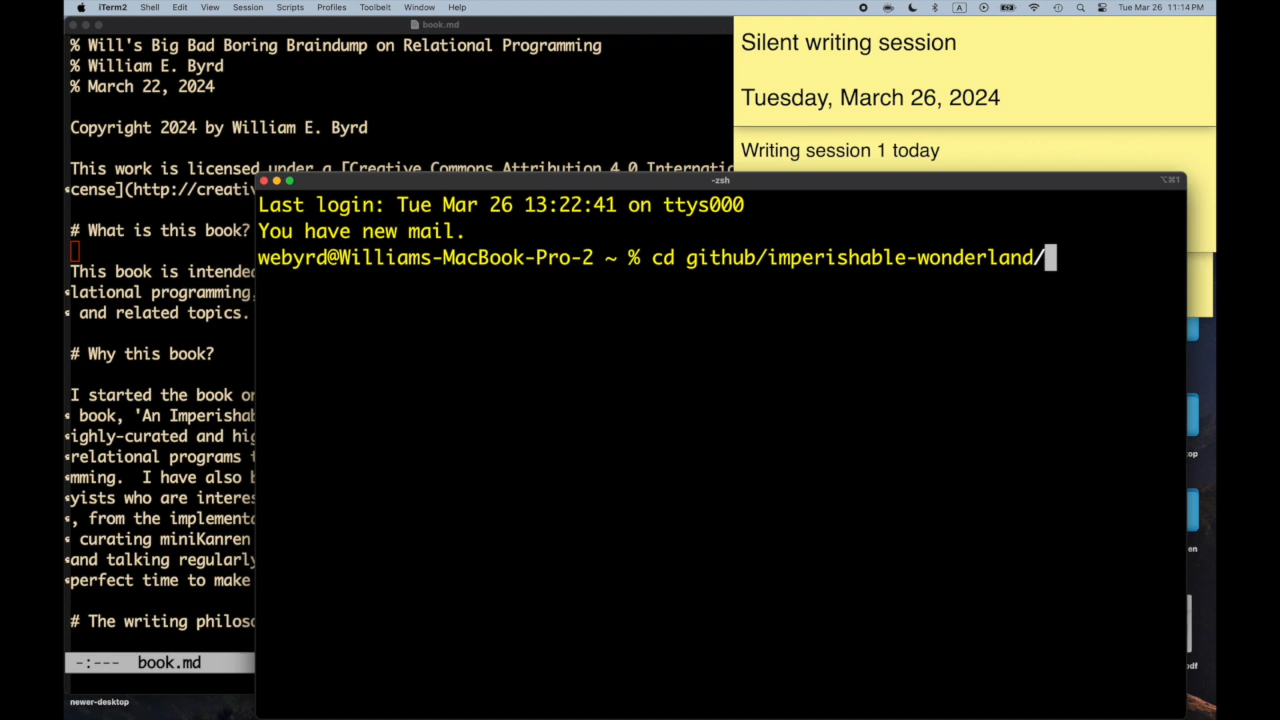 iTerm2 Shell Edit View Session Scripts Profiles Toolbelt Window Help
A
Tue Mar 26 11:14 PM
book.md
% Will's Big Bad Boring Braindump on Relational Programming
% William E. Byrd
% March 22, 2024
Copyright 2024 by William E. Byrd
This work is licensed under a [Creative Commons Attribution 4.0 Internatio
cense](http://creativ
# What is this book?
This book is intended
lational programming,
and related topics.
# Why this book?
I started the book on
book, 'An Imperishab
ighly-curated and hig
relational programs t
mming. I have also b
yists who are interes
, from the implementa
curating miniKanren
and talking regularly
perfect time to make
# The writing philoso
-:--- book.md
newer-desktop
Silent writing session
Tuesday, March 26, 2024
Writing session 1 today
-zsh
⌥⌘1
Last login: Tue Mar 26 13:22:41 on ttys000
You have new mail.
webyrd@Williams-MacBook-Pro-2 ~ % cd github/imperishable-wonderland/
top
en
pdf